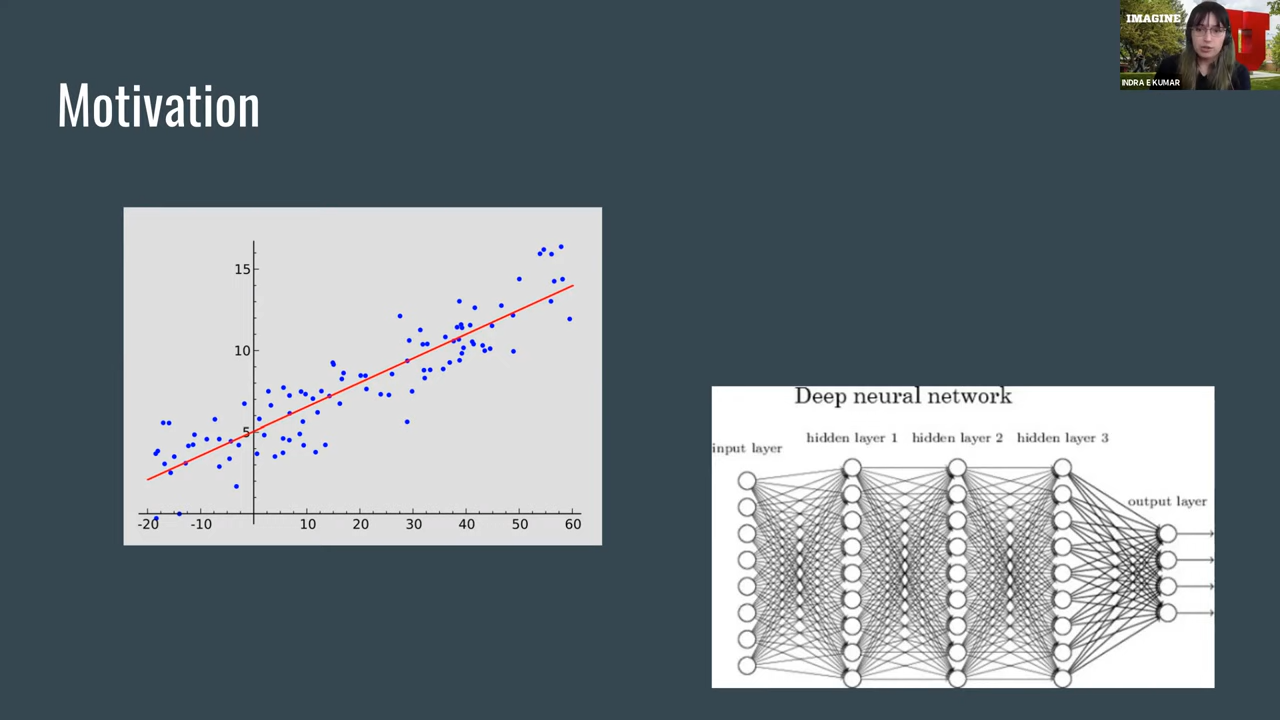 IMAGINE
INDRA E KUMAR
Motivation
15
10
5
-20 -10 10 20 30 40 50 60
Deep neural network
hidden layer 1 hidden layer 2 hidden layer 3
input layer
output layer